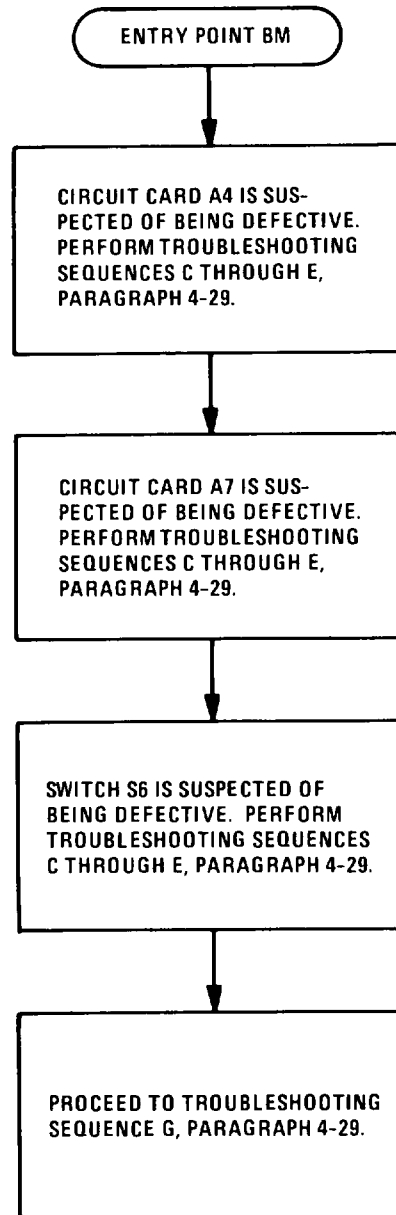 ENTRY POINT BM
CIRCUIT CARD A4 IS SUS-
PECTED OF BEING DEFECTIVE.
PERFORM TROUBLESHOOTING
SEQUENCES C THROUGH E,
PARAGRAPH 4-29.
CIRCUIT CARD A7 IS SUS-
PECTED OF BEING DEFECTIVE.
PERFORM TROUBLESHOOTING
SEQUENCES C THROUGH E,
PARAGRAPH 4-29.
SWITCH S6 IS SUSPECTED OF
BEING DEFECTIVE. PERFORM
TROUBLESHOOTING SEQUENCES
C THROUGH E, PARAGRAPH 4-29.
PROCEED TO TROUBLESHOOTING
SEQUENCE G, PARAGRAPH 4-29.